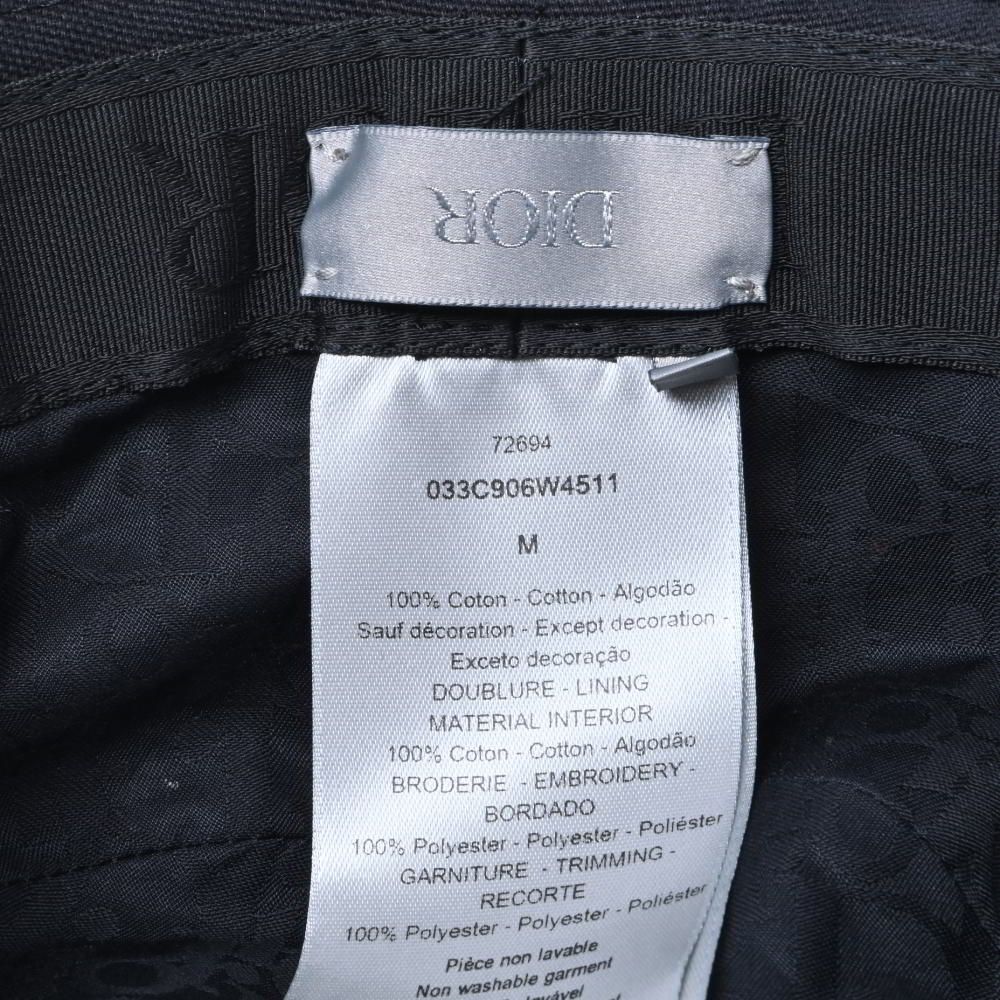 DIOR
72694
033C906W4511
M
100% Coton - Cotton - Algodão
Sauf décoration - Except decoration -
Exceto decoração
DOUBLURE - LINING
MATERIAL INTERIOR
100% Coton - Cotton - Algodão
BRODERIE - EMBROIDERY -
BORDADO
100% Polyester - Polyester - Poliéster
GARNITURE - TRIMMING -
RECORTE
100% Polyester - Polyester - Poliéster
Pièce non lavable
Non washable garment